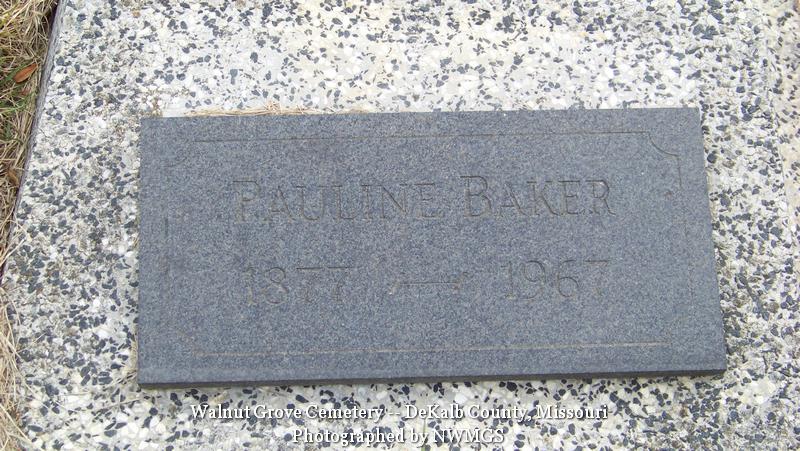 PAULINE BAKER
1877 — 1967
Walnut Grove Cemetery -- DeKalb County, Missouri
Photographed by NWMGS